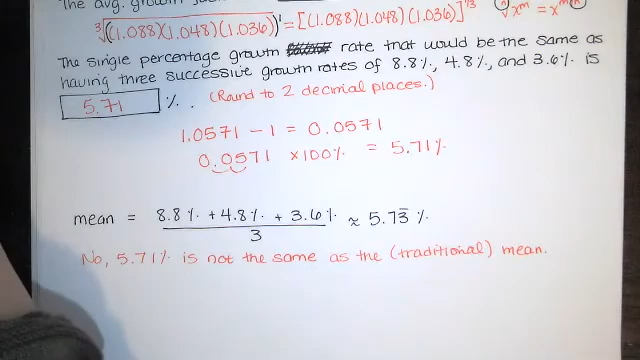 The avg. growth
∛((1.088)(1.048)(1.036))¹ = [(1.088)(1.048)(1.036)]^1/3 ⁿ√x^m = x^m/n
The single percentage growth rate that would be the same as
having three successive growth rates of 8.8%, 4.8%, and 3.6% is
5.71 %. (Round to 2 decimal places.)
1.0571 - 1 = 0.0571
0.0571 ×100% = 5.71%
mean = 8.8% + 4.8% + 3.6% / 3 ≈ 5.73̅ %
No, 5.71% is not the same as the (traditional) mean.